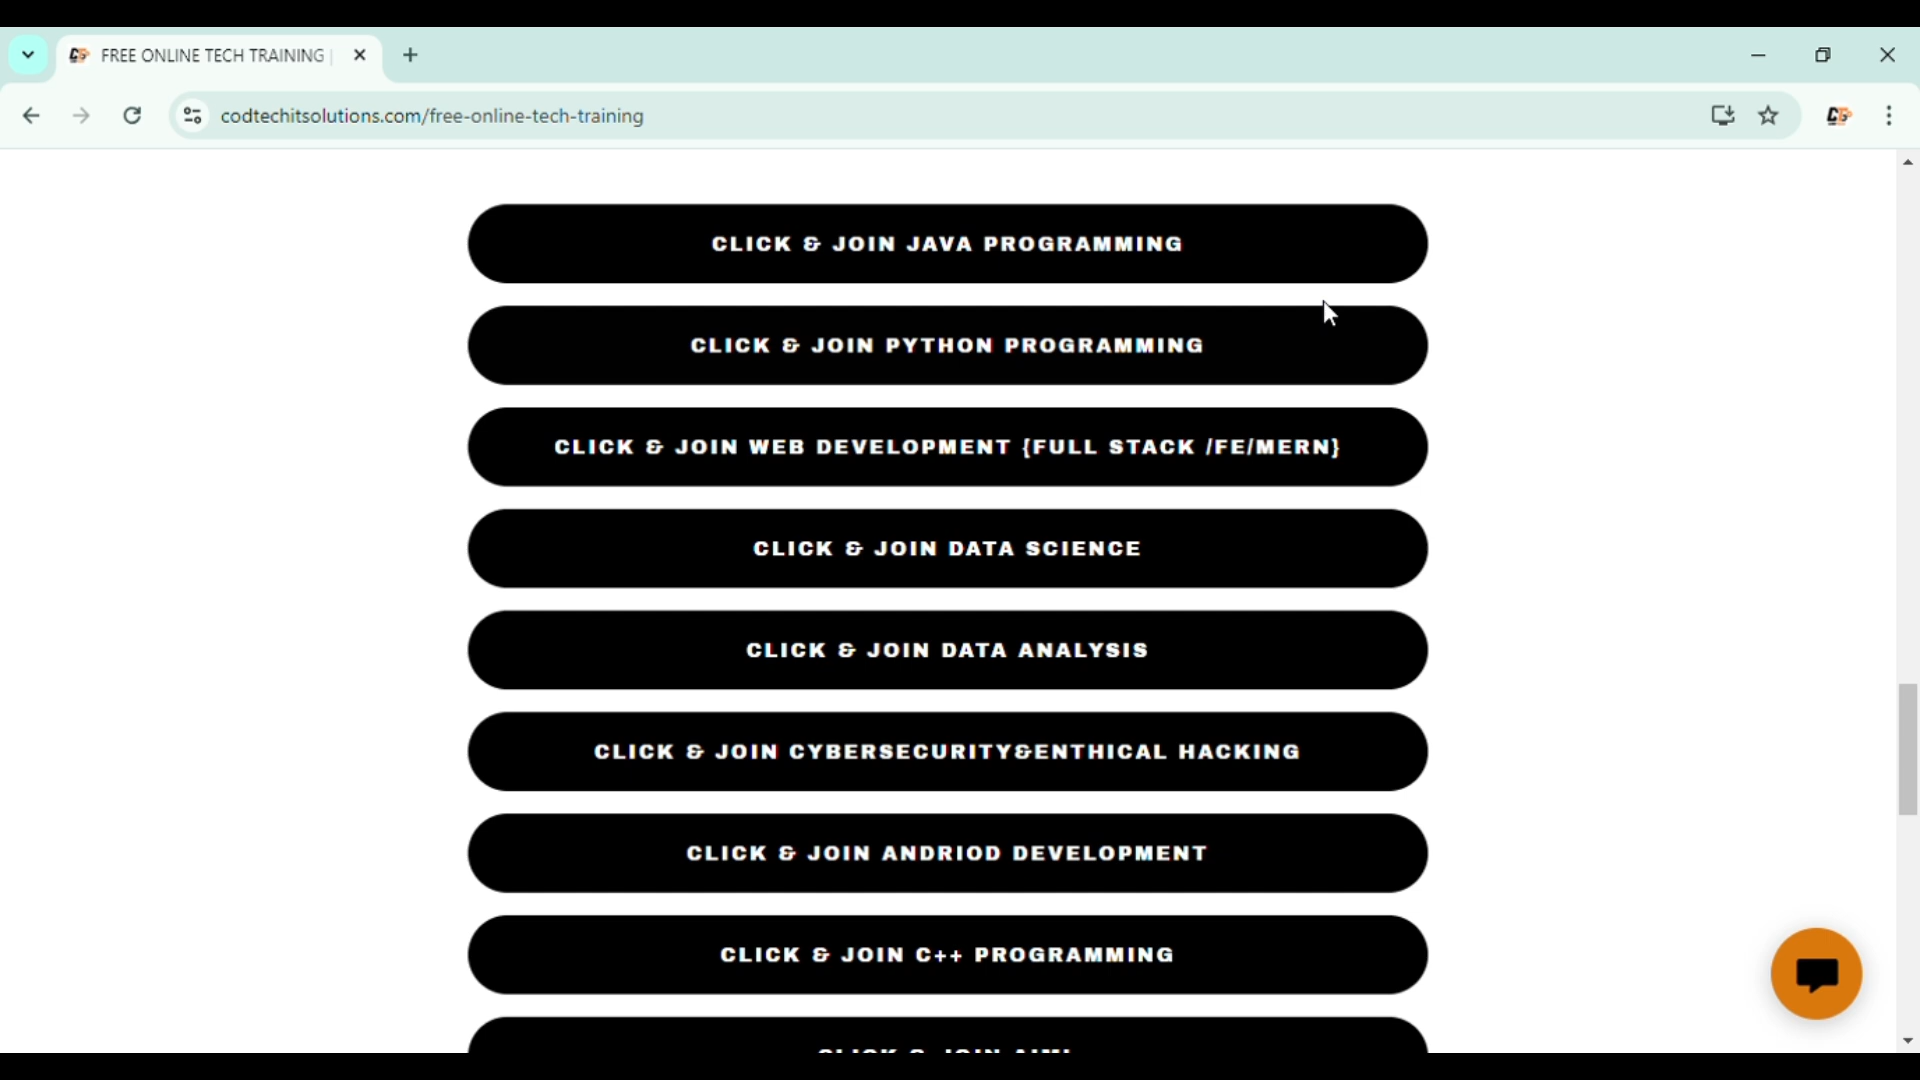 FREE ONLINE TECH TRAINING |
codtechitsolutions.com/free-online-tech-training
CLICK & JOIN JAVA PROGRAMMING
CLICK & JOIN PYTHON PROGRAMMING
CLICK & JOIN WEB DEVELOPMENT {FULL STACK /FE/MERN}
CLICK & JOIN DATA SCIENCE
CLICK & JOIN DATA ANALYSIS
CLICK & JOIN CYBERSECURITY&ENTHICAL HACKING
CLICK & JOIN ANDRIOD DEVELOPMENT
CLICK & JOIN C++ PROGRAMMING
CLICK & JOIN